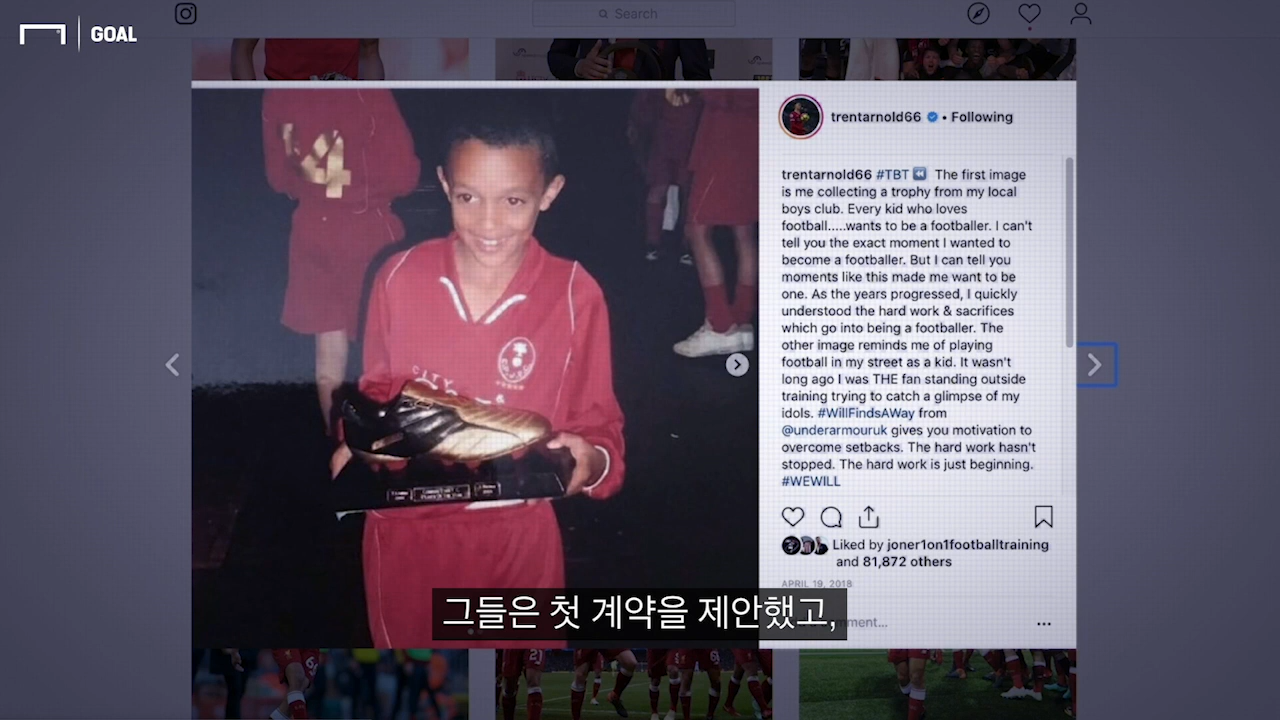 GOAL
Search
trentarnold66 • Following
trentarnold66 #TBT The first image
is me collecting a trophy from my local
boys club. Every kid who loves
football.....wants to be a footballer. I can't
tell you the exact moment I wanted to
become a footballer. But I can tell you
moments like this made me want to be
one. As the years progressed, I quickly
understood the hard work & sacrifices
which go into being a footballer. The
other image reminds me of playing
football in my street as a kid. It wasn't
long ago I was THE fan standing outside
training trying to catch a glimpse of my
idols. #WillFindsAWay from
@underarmouruk gives you motivation to
overcome setbacks. The hard work hasn't
stopped. The hard work is just beginning.
#WEWILL
Liked by joner1on1footballtraining
and 81,872 others
APRIL 19, 2018
4
CITY
&
그들은 첫 계약을 제안했고,